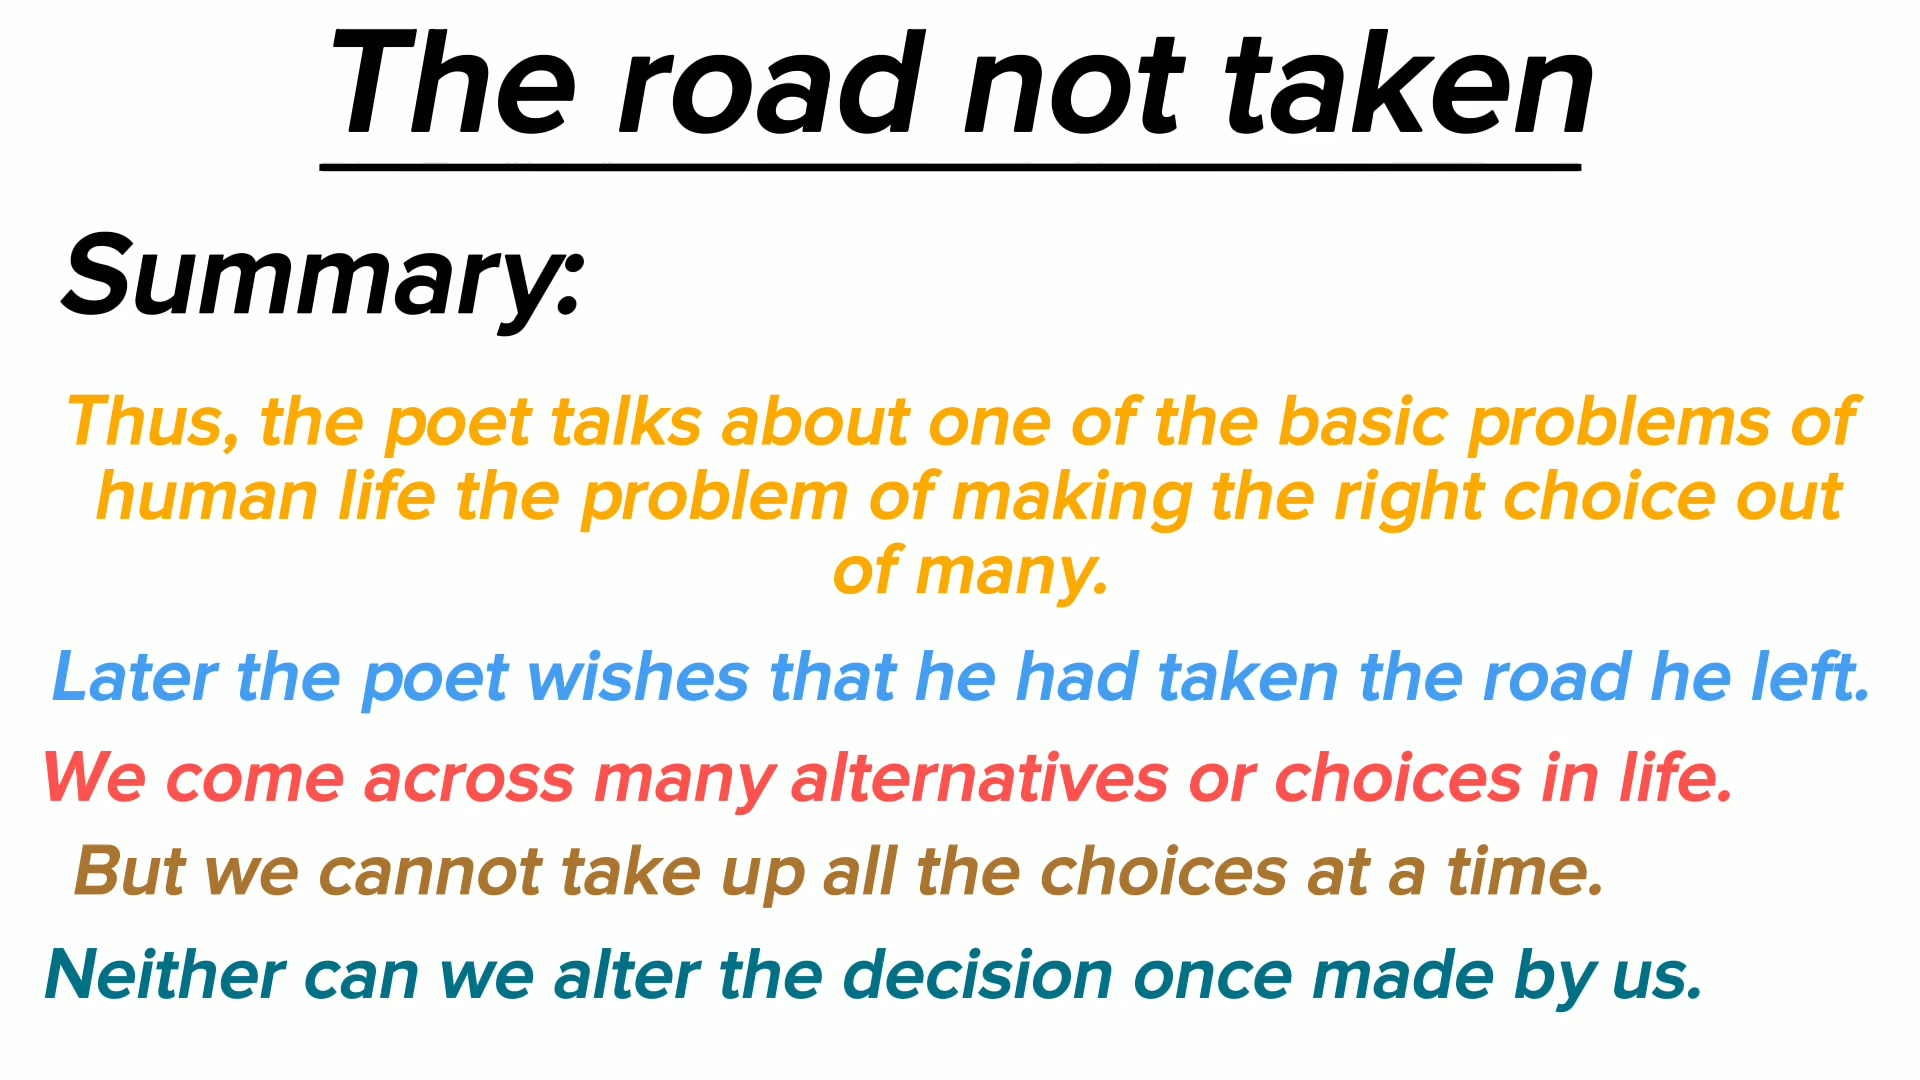 The road not taken
Summary:
Thus, the poet talks about one of the basic problems of
human life the problem of making the right choice out
of many.
Later the poet wishes that he had taken the road he left.
We come across many alternatives or choices in life.
But we cannot take up all the choices at a time.
Neither can we alter the decision once made by us.